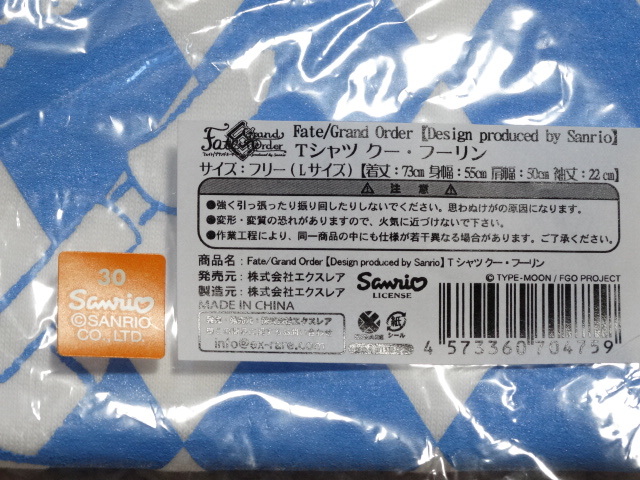 Fate Grand Order
Fate/Grand Order【Design produced by Sanrio】
Tシャツ クー・フーリン
サイズ：フリー（Lサイズ）【着丈：73cm 身幅：55cm 肩幅：50cm 袖丈：22cm】
注意
●強く引っ張ったり振り回したりしないでください。思わぬけがの原因になります。
●変形・変質の恐れがありますので、火気に近づけないで下さい。
●作業工程により、同一商品の中にも仕様が若干異なる場合があります。ご了承ください。
商品名：Fate/Grand Order【Design produced by Sanrio】Tシャツ クー・フーリン
発売元：株式会社エクスレア
製造元：株式会社エクスレア
MADE IN CHINA
Sanrio
LICENSE
©TYPE-MOON / FGO PROJECT
info@ex-rare.com
紙
シール
4 573360 704759
30
Sanrio
©SANRIO
CO., LTD.